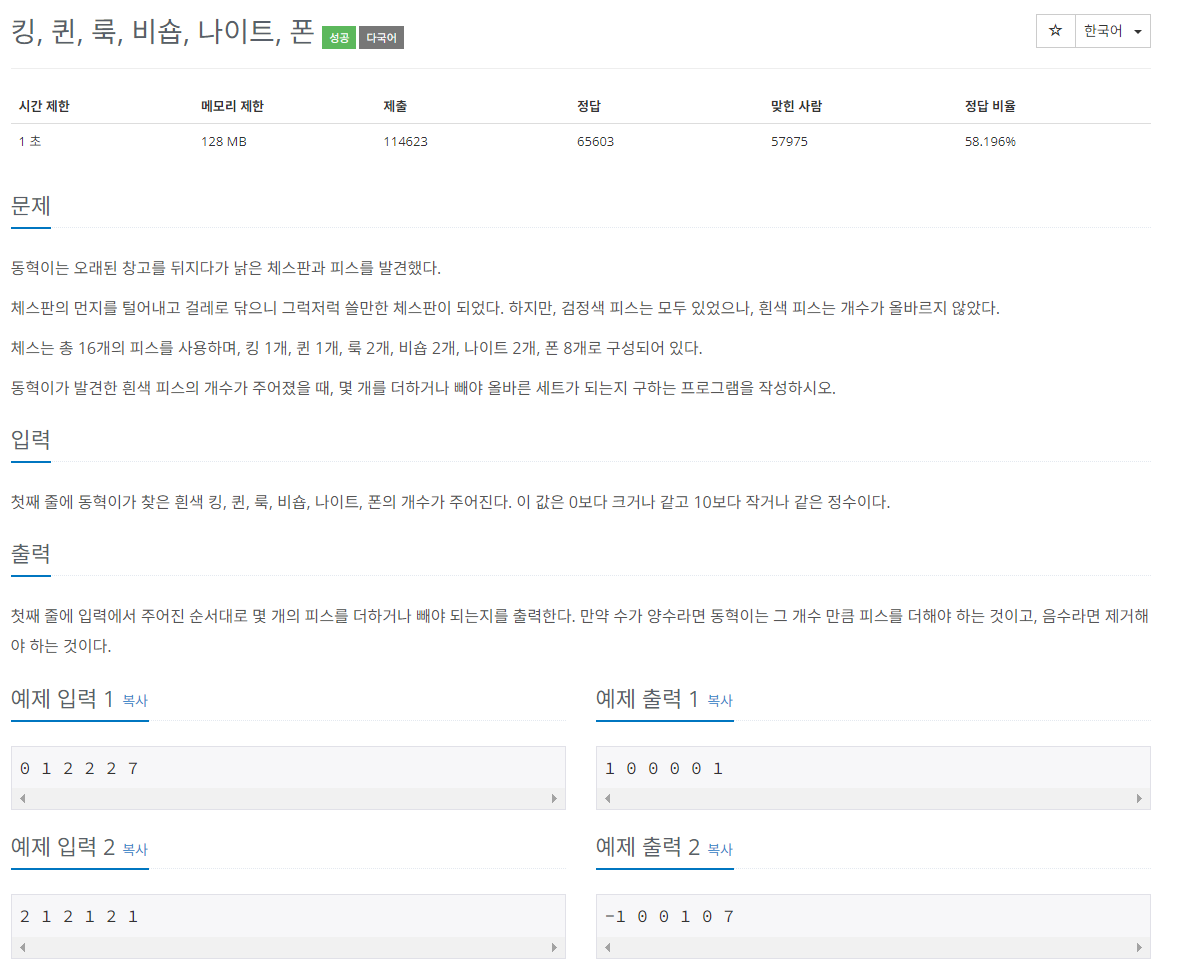 킹, 퀸, 룩, 비숍, 나이트, 폰 성공 다국어 ☆ 한국어
시간 제한 메모리 제한 제출 정답 맞힌 사람 정답 비율
1 초 128 MB 114623 65603 57975 58.196%
문제
동혁이는 오래된 창고를 뒤지다가 낡은 체스판과 피스를 발견했다.
체스판의 먼지를 털어내고 걸레로 닦으니 그럭저럭 쓸만한 체스판이 되었다. 하지만, 검정색 피스는 모두 있었으나, 흰색 피스는 개수가 올바르지 않았다.
체스는 총 16개의 피스를 사용하며, 킹 1개, 퀸 1개, 룩 2개, 비숍 2개, 나이트 2개, 폰 8개로 구성되어 있다.
동혁이가 발견한 흰색 피스의 개수가 주어졌을 때, 몇 개를 더하거나 빼야 올바른 세트가 되는지 구하는 프로그램을 작성하시오.
입력
첫째 줄에 동혁이가 찾은 흰색 킹, 퀸, 룩, 비숍, 나이트, 폰의 개수가 주어진다. 이 값은 0보다 크거나 같고 10보다 작거나 같은 정수이다.
출력
첫째 줄에 입력에서 주어진 순서대로 몇 개의 피스를 더하거나 빼야 되는지를 출력한다. 만약 수가 양수라면 동혁이는 그 개수 만큼 피스를 더해야 하는 것이고, 음수라면 제거해
야 하는 것이다.
예제 입력 1 복사 예제 출력 1 복사
0 1 2 2 2 7 1 0 0 0 0 1
예제 입력 2 복사 예제 출력 2 복사
2 1 2 1 2 1 -1 0 0 1 0 7